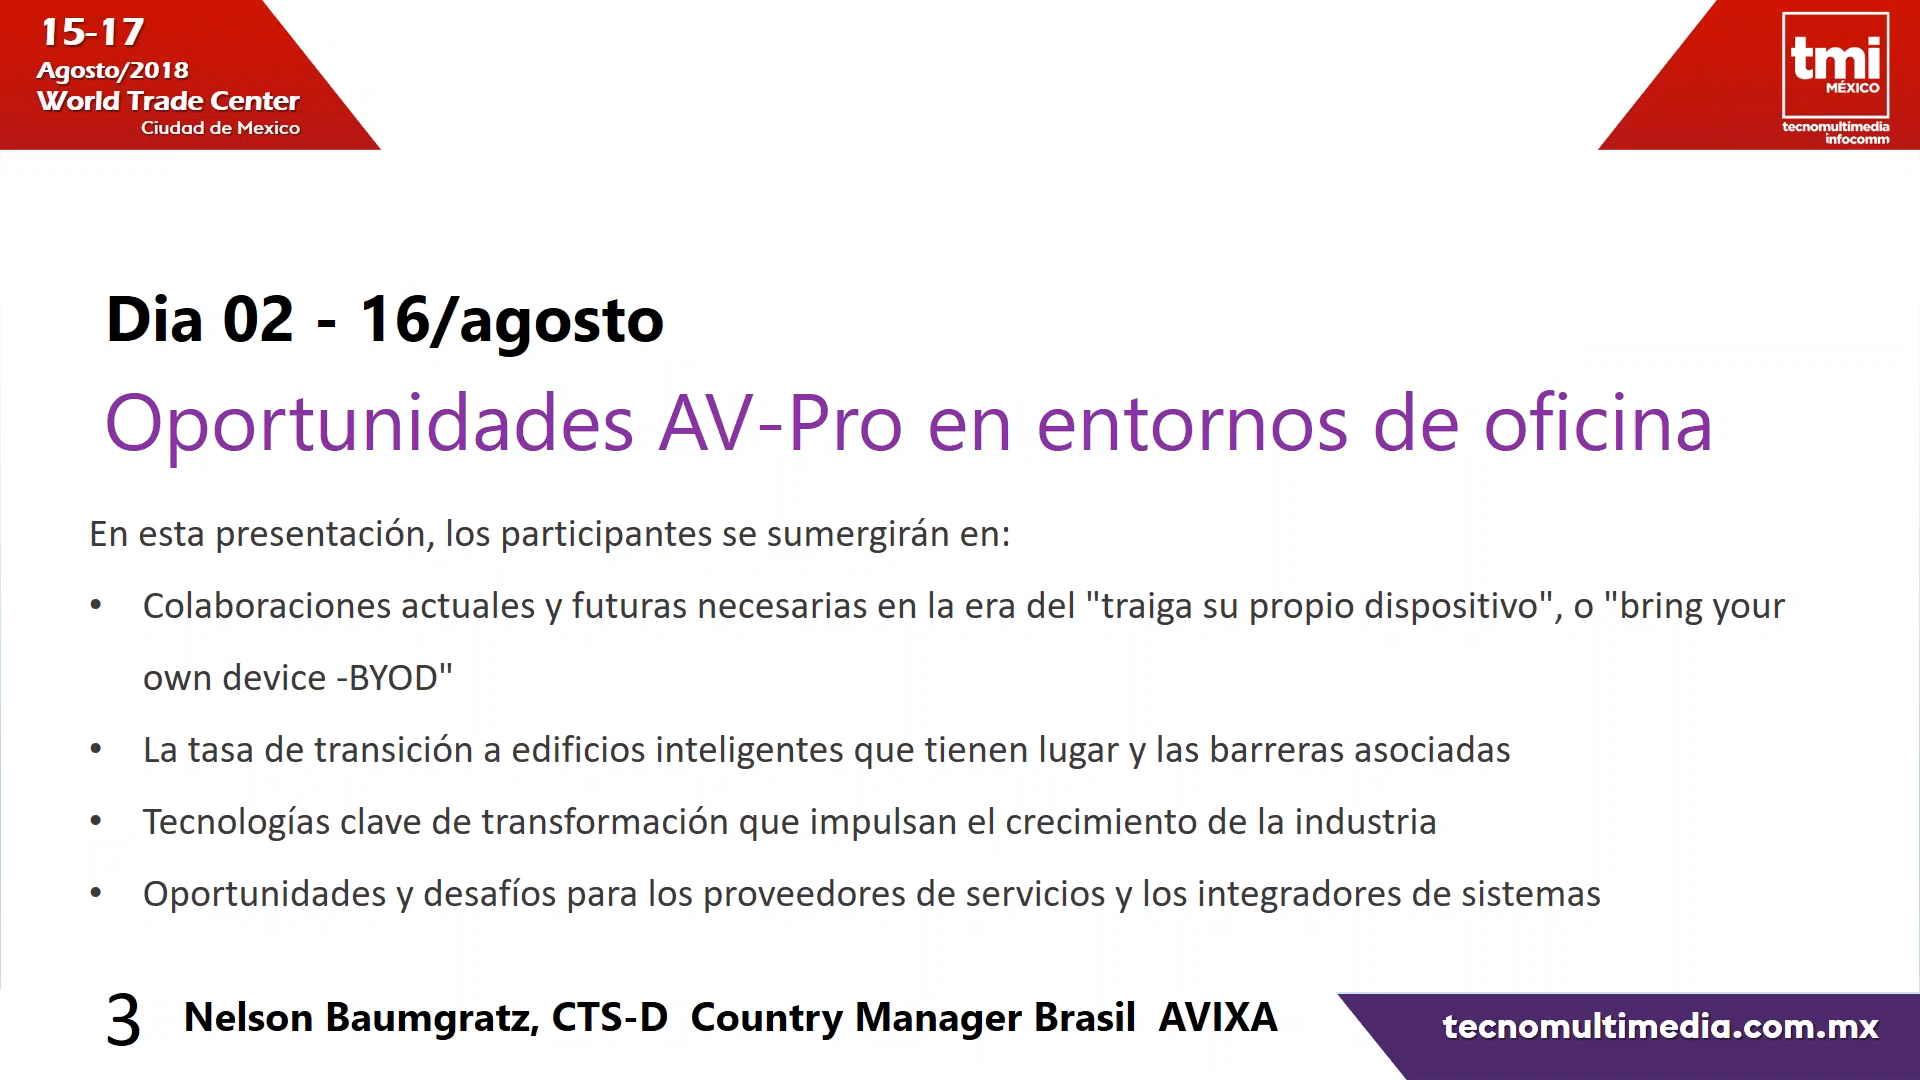 15-17
Agosto/2018
World Trade Center
Ciudad de Mexico
tmi
MÉXICO
tecnomultimedia
infocomm
Dia 02 - 16/agosto
Oportunidades AV-Pro en entornos de oficina
En esta presentación, los participantes se sumergirán en:
• Colaboraciones actuales y futuras necesarias en la era del "traiga su propio dispositivo", o "bring your
own device -BYOD"
• La tasa de transición a edificios inteligentes que tienen lugar y las barreras asociadas
• Tecnologías clave de transformación que impulsan el crecimiento de la industria
• Oportunidades y desafíos para los proveedores de servicios y los integradores de sistemas
3 Nelson Baumgratz, CTS-D Country Manager Brasil AVIXA
tecnomultimedia.com.mx